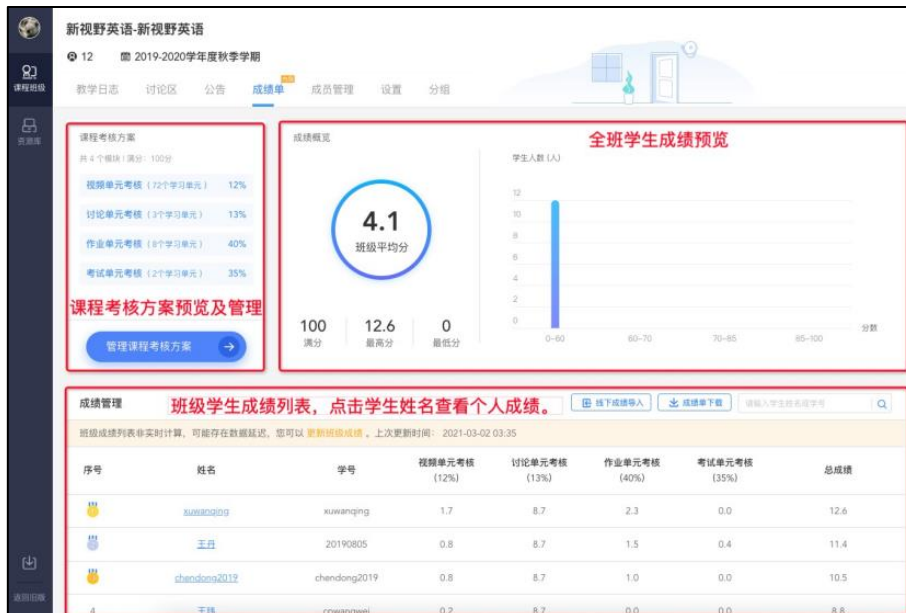 新视野英语-新视野英语
12 2019-2020学年度秋季学期
课程班级
教学日志 讨论区 公告 成绩单 成员管理 设置 分组
资源库
课程考核方案
共 4 个模块 | 满分：100分
视频单元考核（72个学习单元） 12%
讨论单元考核（3个学习单元） 13%
作业单元考核（8个学习单元） 40%
考试单元考核（2个学习单元） 35%
课程考核方案预览及管理
管理课程考核方案
成绩概览
全班学生成绩预览
4.1
班级平均分
100 12.6 0
满分 最高分 最低分
学生人数 (人)
12
10
8
6
4
2
0
0-60 60-70 70-85 85-100
分数
成绩管理 班级学生成绩列表，点击学生姓名查看个人成绩。 线下成绩导入 成绩单下载 请输入学生姓名或学号
班级成绩列表非实时计算，可能存在数据延迟，您可以 更新班级成绩 。上次更新时间： 2021-03-02 03:35
序号 姓名 学号 视频单元考核 讨论单元考核 作业单元考核 考试单元考核 总成绩
(12%) (13%) (40%) (35%)
xuwanqing xuwanqing 1.7 8.7 2.3 0.0 12.6
王丹 20190805 0.8 8.7 1.5 0.4 11.4
chendong2019 chendong2019 0.8 8.7 1.0 0.0 10.5
4 王玮 cnwangwei 0.2 8.7 0.0 0.0 8.8
返回旧版